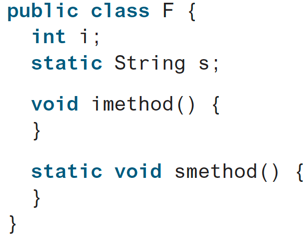 public class F {
  int i;
  static String s;
  void imethod() {
  }
  static void smethod() {
  }
}